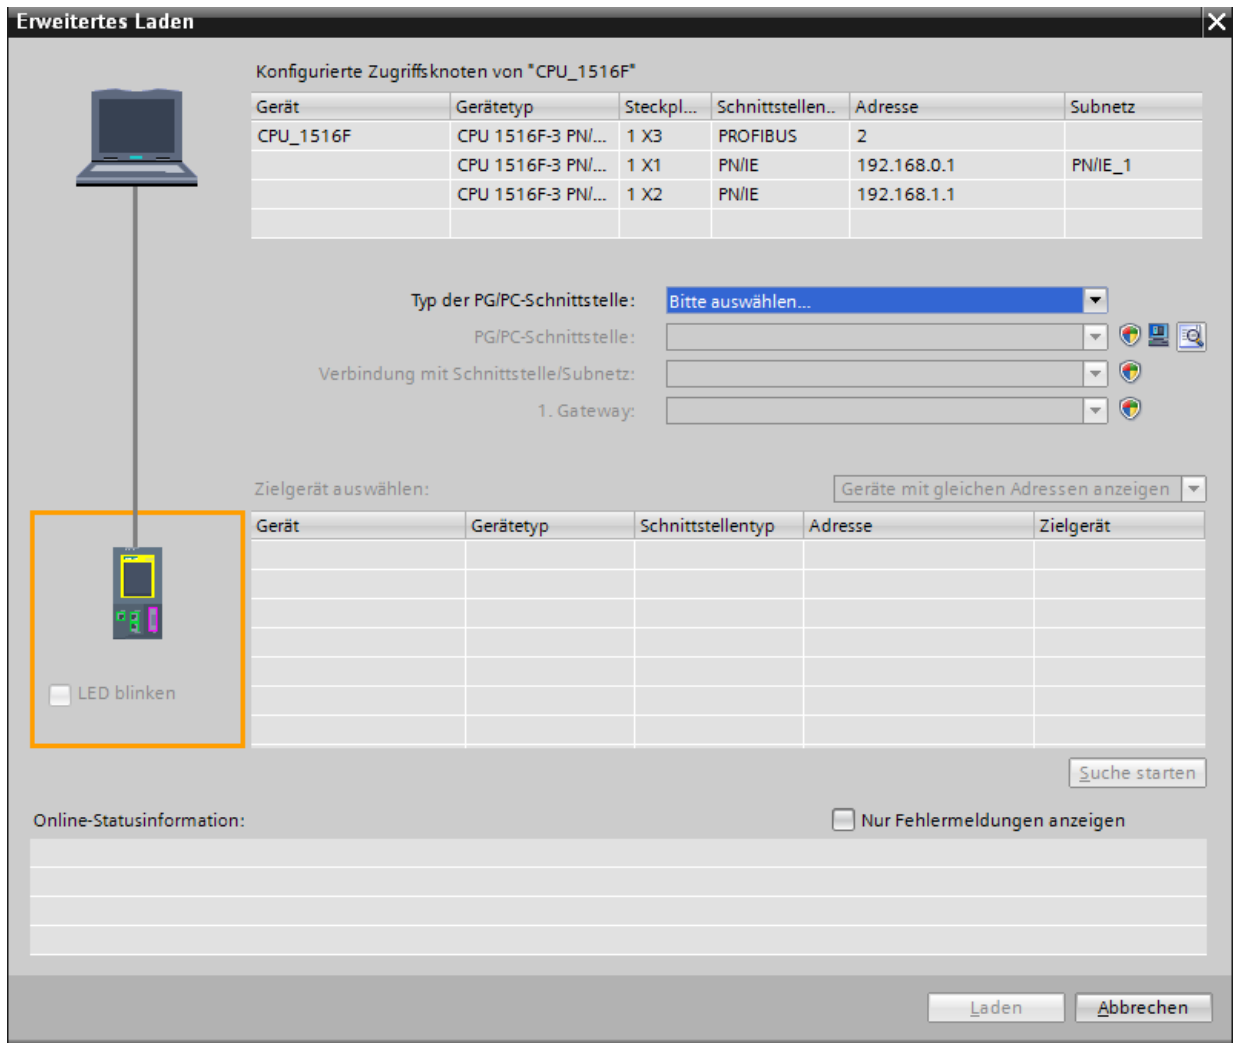 Erweitertes Laden
Konfigurierte Zugriffsknoten von "CPU_1516F"
Gerät Gerätetyp Steckpl... Schnittstellen... Adresse Subnetz
CPU_1516F CPU 1516F-3 PN/... 1 X3 PROFIBUS 2
CPU 1516F-3 PN/... 1 X1 PN/IE 192.168.0.1 PN/IE_1
CPU 1516F-3 PN/... 1 X2 PN/IE 192.168.1.1
Typ der PG/PC-Schnittstelle: Bitte auswählen...
PG/PC-Schnittstelle:
Verbindung mit Schnittstelle/Subnetz:
1. Gateway:
Zielgerät auswählen: Geräte mit gleichen Adressen anzeigen
Gerät Gerätetyp Schnittstellentyp Adresse Zielgerät
LED blinken
Suche starten
Online-Statusinformation: Nur Fehlermeldungen anzeigen
Laden Abbrechen